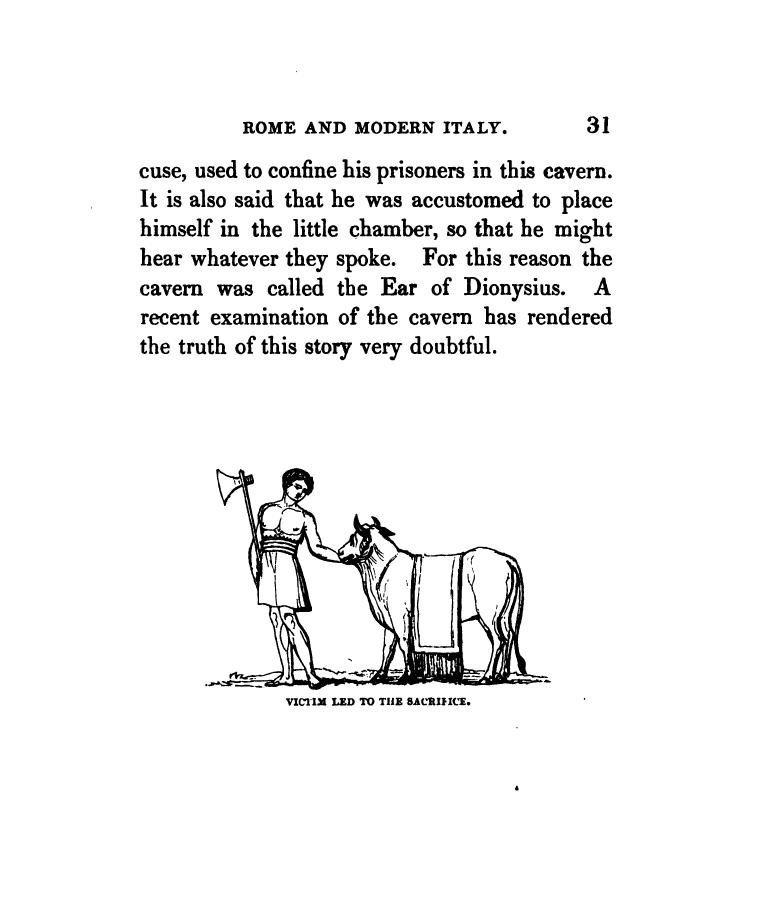 ROME AND MODERN ITALY. 31
cuse, used to confine his prisoners in this cavern.
It is also said that he was accustomed to place
himself in the little chamber, so that he might
hear whatever they spoke. For this reason the
cavern was called the Ear of Dionysius. A
recent examination of the cavern has rendered
the truth of this story very doubtful.
VICTIM LED TO THE SACRIFICE.